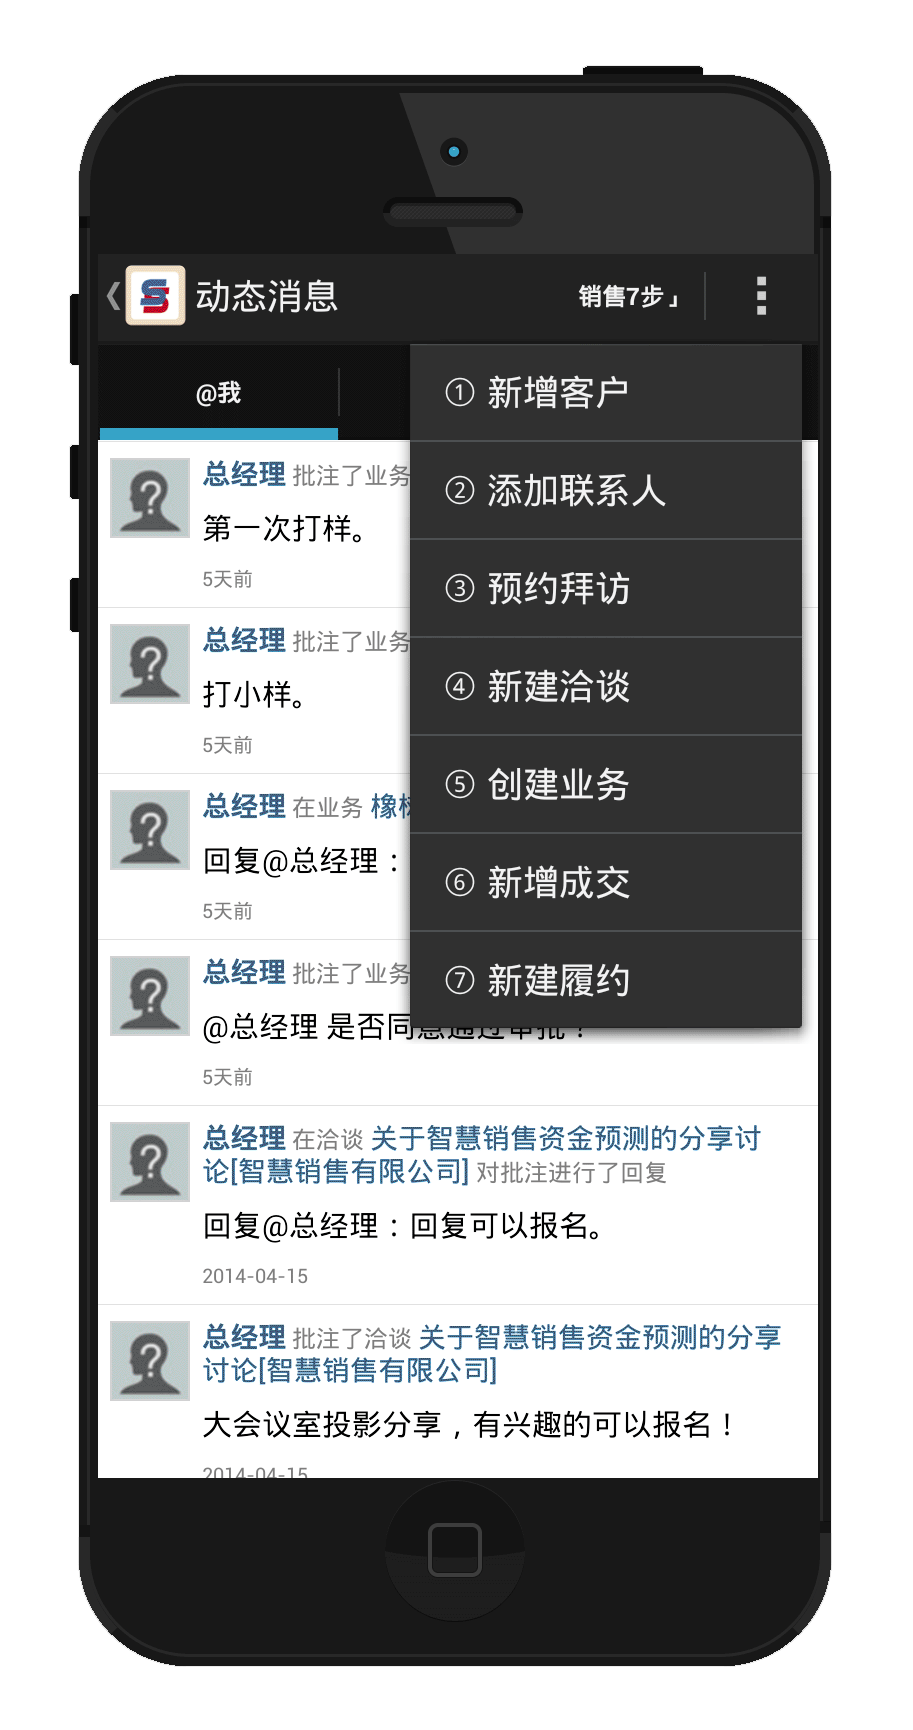 动态消息
销售7步
@我
① 新增客户
② 添加联系人
③ 预约拜访
④ 新建洽谈
⑤ 创建业务
⑥ 新增成交
⑦ 新建履约
总经理 批注了业务
第一次打样。
5天前
总经理 批注了业务
打小样。
5天前
总经理 在业务 橡
回复@总经理：
5天前
总经理 批注了业务
@总经理 是否同意通过审批！
5天前
总经理 在洽谈 关于智慧销售资金预测的分享讨
论[智慧销售有限公司] 对批注进行了回复
回复@总经理：回复可以报名。
2014-04-15
总经理 批注了洽谈 关于智慧销售资金预测的分享
讨论[智慧销售有限公司]
大会议室投影分享，有兴趣的可以报名！
2014-04-15